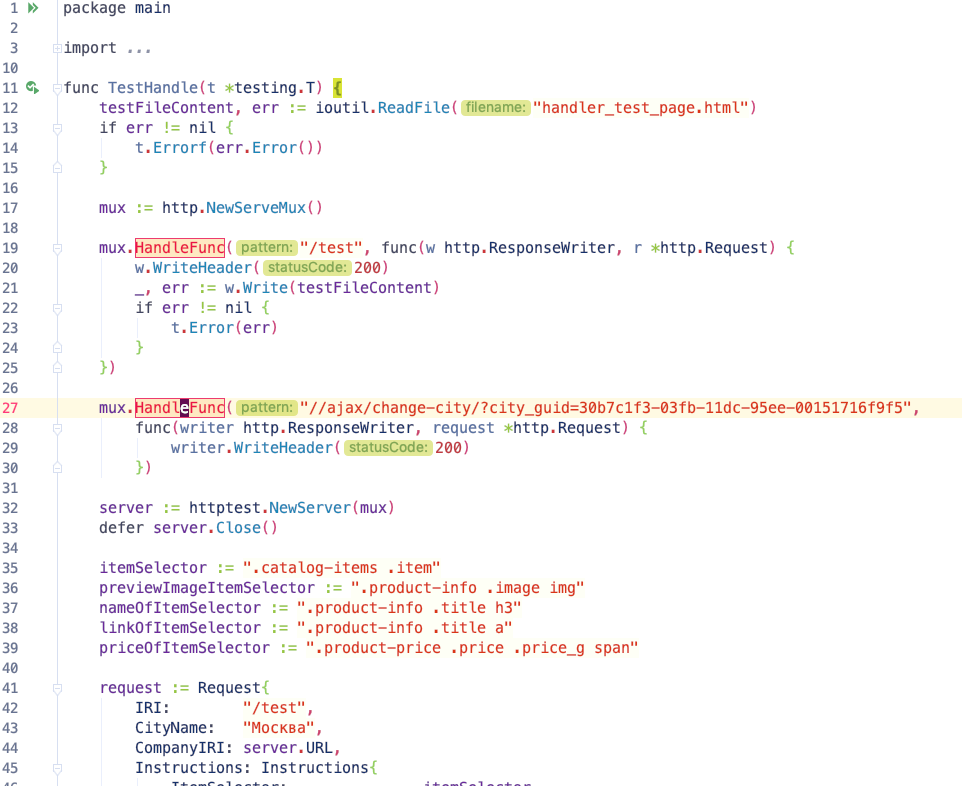 1 package main
2
3 import ...
10
11 func TestHandle(t *testing.T) {
12 testFileContent, err := ioutil.ReadFile( filename: "handler_test_page.html")
13 if err != nil {
14 t.Errorf(err.Error())
15 }
16
17 mux := http.NewServeMux()
18
19 mux.HandleFunc( pattern: "/test", func(w http.ResponseWriter, r *http.Request) {
20 w.WriteHeader( statusCode: 200)
21 _, err := w.Write(testFileContent)
22 if err != nil {
23 t.Error(err)
24 }
25 })
26
27 mux.HandleFunc( pattern: "//ajax/change-city/?city_guid=30b7c1f3-03fb-11dc-95ee-00151716f9f5",
28 func(writer http.ResponseWriter, request *http.Request) {
29 writer.WriteHeader( statusCode: 200)
30 })
31
32 server := httptest.NewServer(mux)
33 defer server.Close()
34
35 itemSelector := ".catalog-items .item"
36 previewImageItemSelector := ".product-info .image img"
37 nameOfItemSelector := ".product-info .title h3"
38 linkOfItemSelector := ".product-info .title a"
39 priceOfItemSelector := ".product-price .price .price_g span"
40
41 request := Request{
42 IRI: "/test",
43 CityName: "Москва",
44 CompanyIRI: server.URL,
45 Instructions: Instructions{
46 ItemSelector: itemSelector